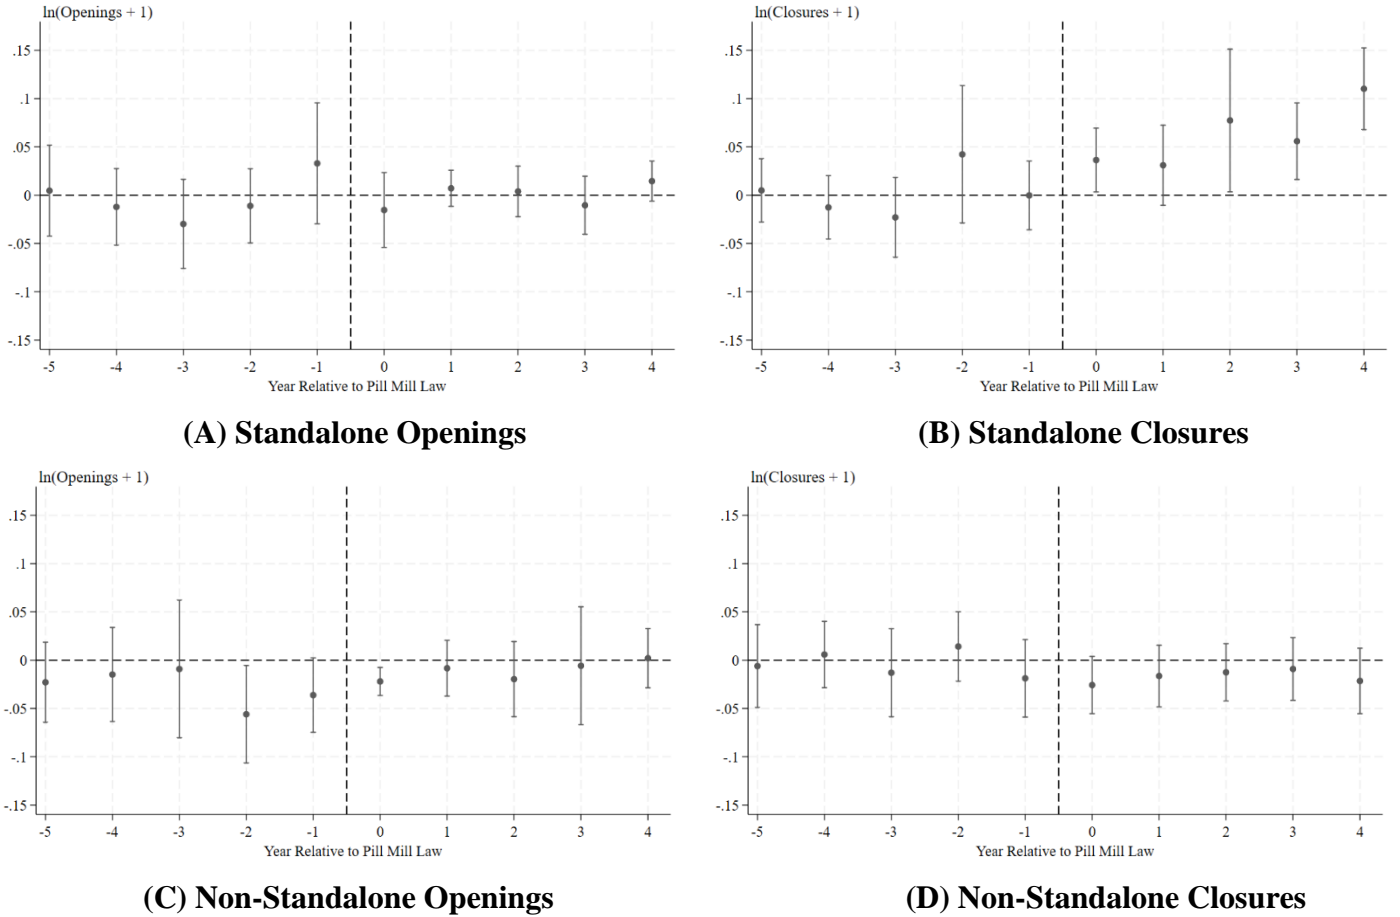 ln(Openings + 1)
.15
.1
.05
0
-.05
-.1
-.15
-5 -4 -3 -2 -1 0 1 2 3 4
Year Relative to Pill Mill Law
(A) Standalone Openings
ln(Closures + 1)
.15
.1
.05
0
-.05
-.1
-.15
-5 -4 -3 -2 -1 0 1 2 3 4
Year Relative to Pill Mill Law
(B) Standalone Closures
ln(Openings + 1)
.15
.1
.05
0
-.05
-.1
-.15
-5 -4 -3 -2 -1 0 1 2 3 4
Year Relative to Pill Mill Law
(C) Non-Standalone Openings
ln(Closures + 1)
.15
.1
.05
0
-.05
-.1
-.15
-5 -4 -3 -2 -1 0 1 2 3 4
Year Relative to Pill Mill Law
(D) Non-Standalone Closures